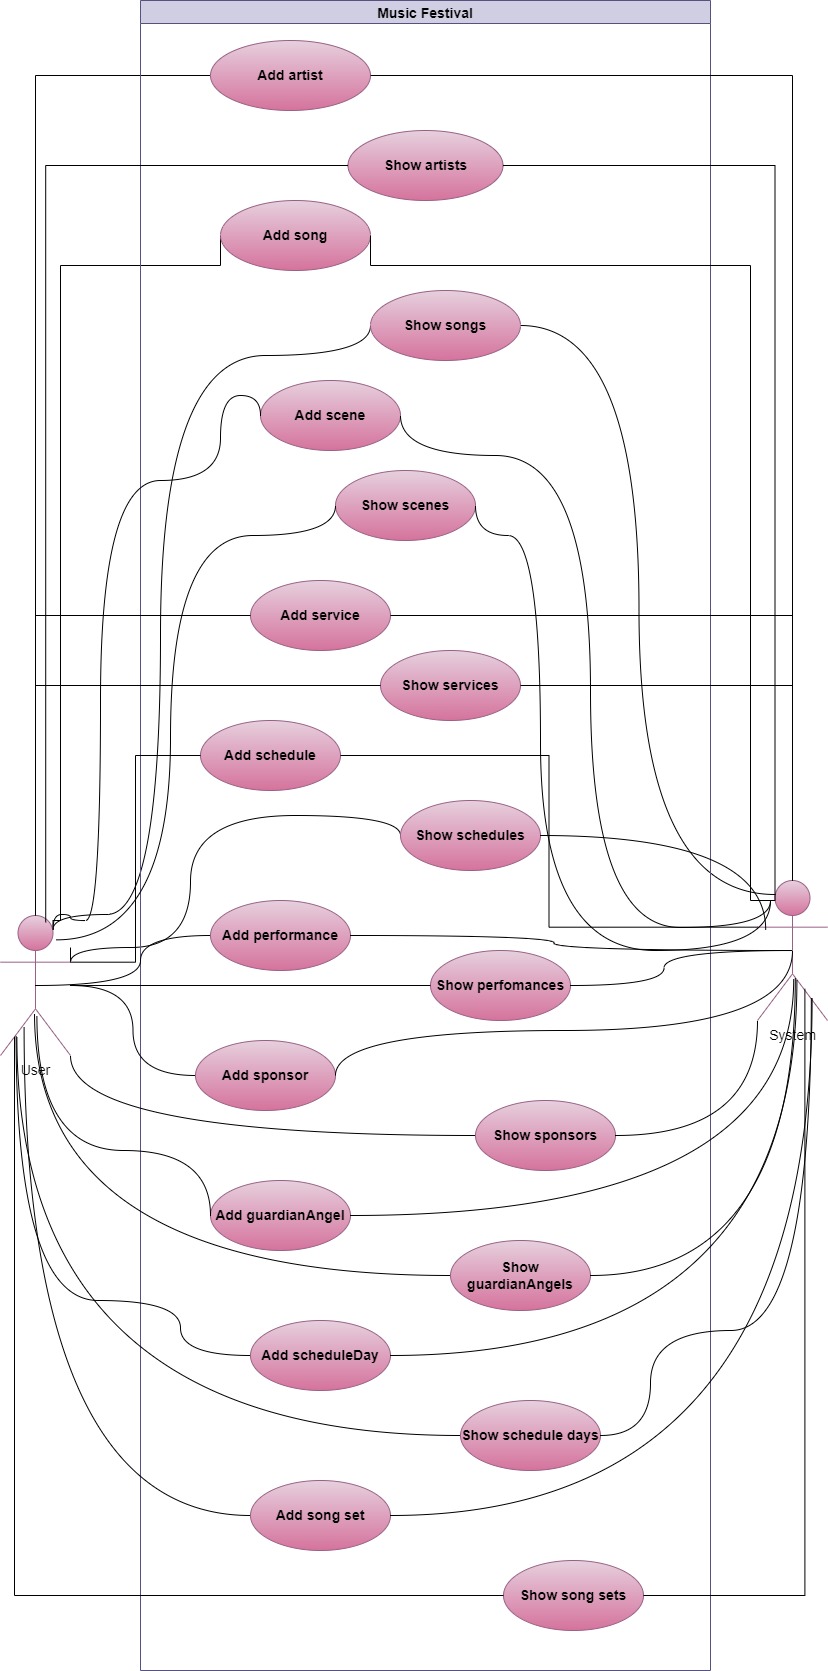 Music Festival
Add artist
Show artists
Add song
Show songs
Add scene
Show scenes
Add service
Show services
Add schedule
Show schedules
Add performance
Show perfomances
System
User
Add sponsor
Show sponsors
Add guardianAngel
Show
guardianAngels
Add scheduleDay
Show schedule days
Add song set
Show song sets